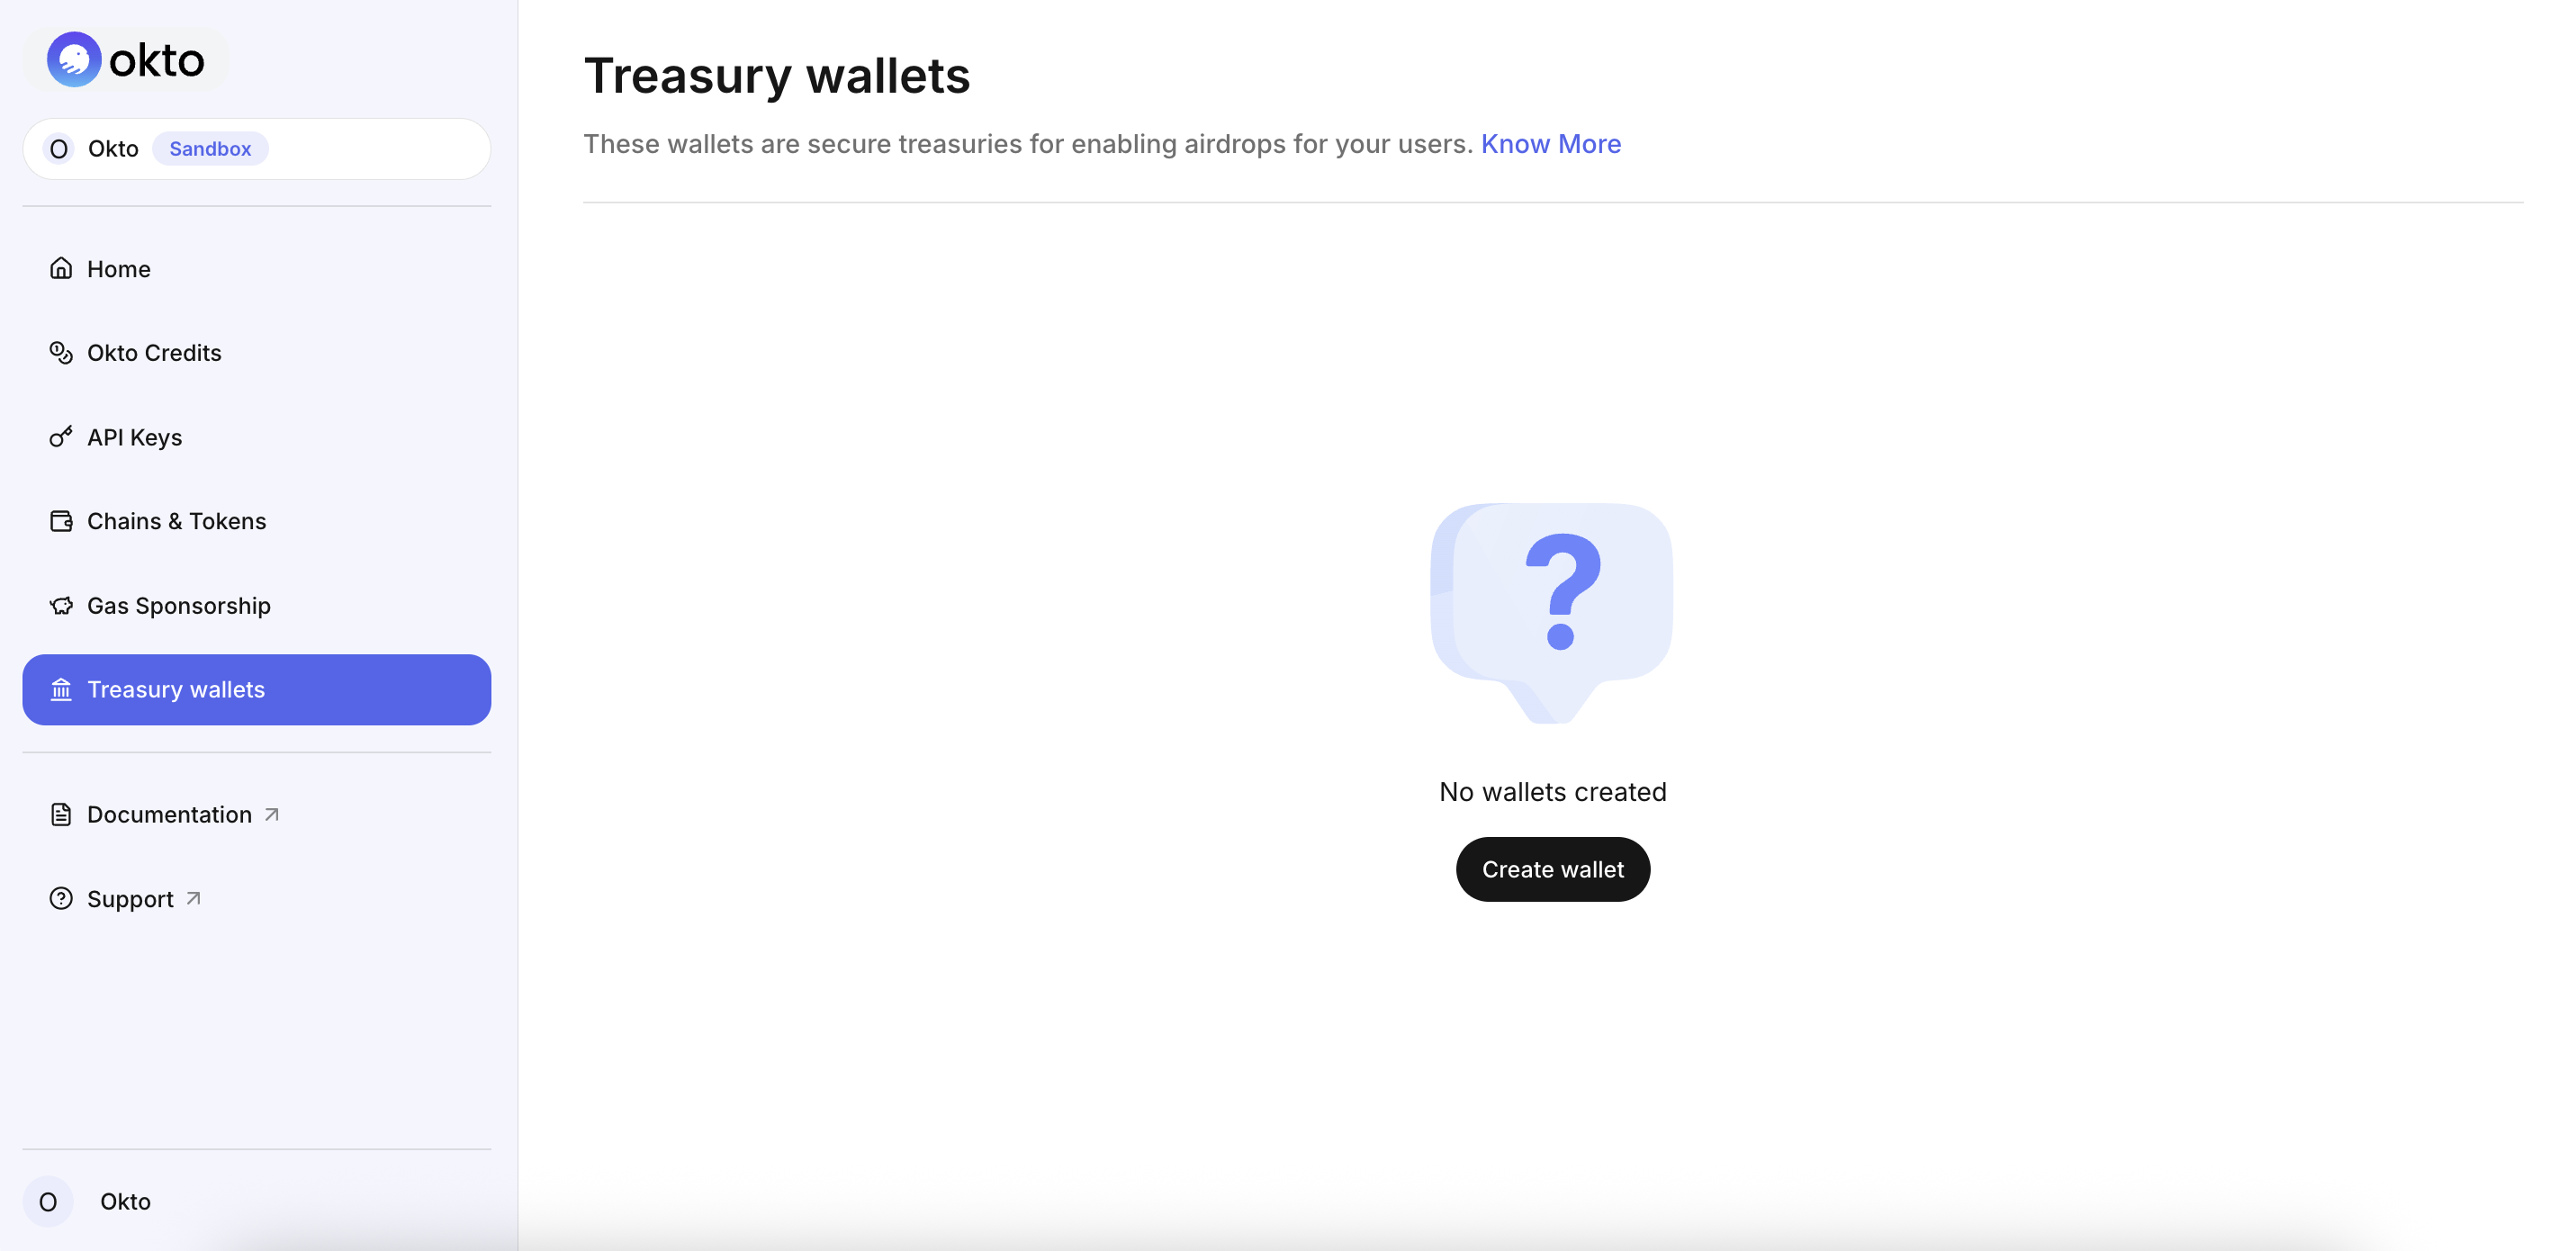 okto
O Okto Sandbox
Home
Okto Credits
API Keys
Chains & Tokens
Gas Sponsorship
Treasury wallets
Documentation
Support
O Okto
Treasury wallets
These wallets are secure treasuries for enabling airdrops for your users. Know More
?
No wallets created
Create wallet